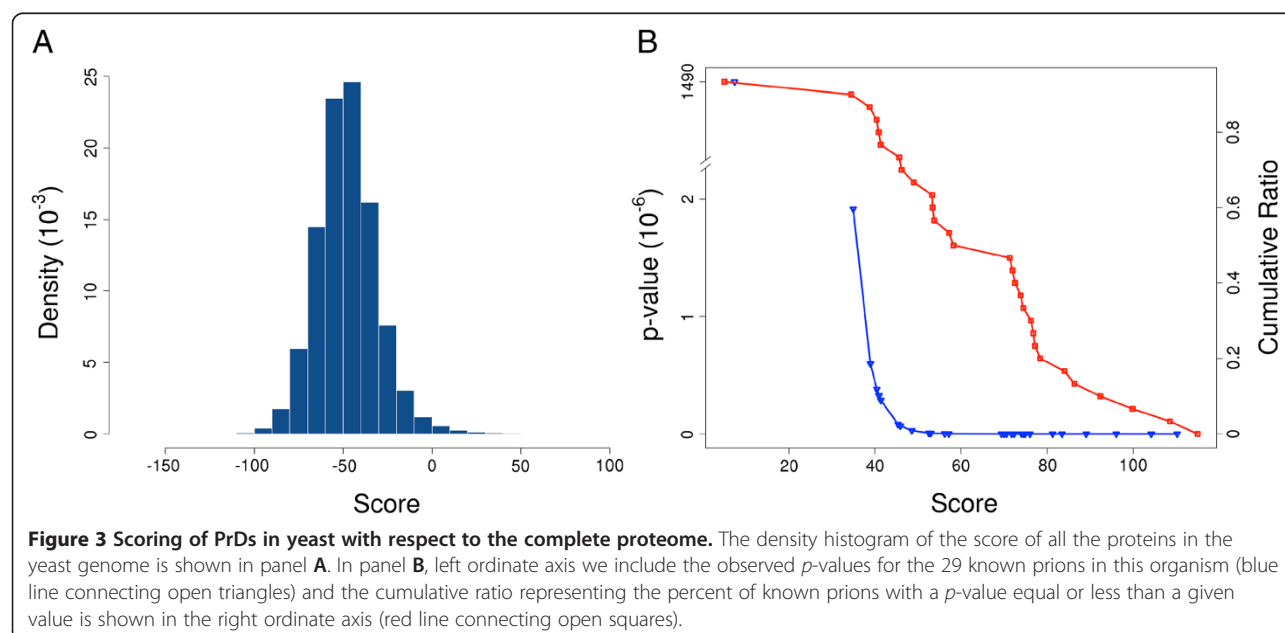 A
B
25
20
15
10
5
0
Density (10-3)
-150
-100
-50
0
50
100
Score
1490
2
1
0
p-value (10-6)
0.8
0.6
0.4
0.2
0
Cumulative Ratio
20
40
60
80
100
Score
Figure 3 Scoring of PrDs in yeast with respect to the complete proteome. The density histogram of the score of all the proteins in the
yeast genome is shown in panel A. In panel B, left ordinate axis we include the observed p-values for the 29 known prions in this organism (blue
line connecting open triangles) and the cumulative ratio representing the percent of known prions with a p-value equal or less than a given
value is shown in the right ordinate axis (red line connecting open squares).